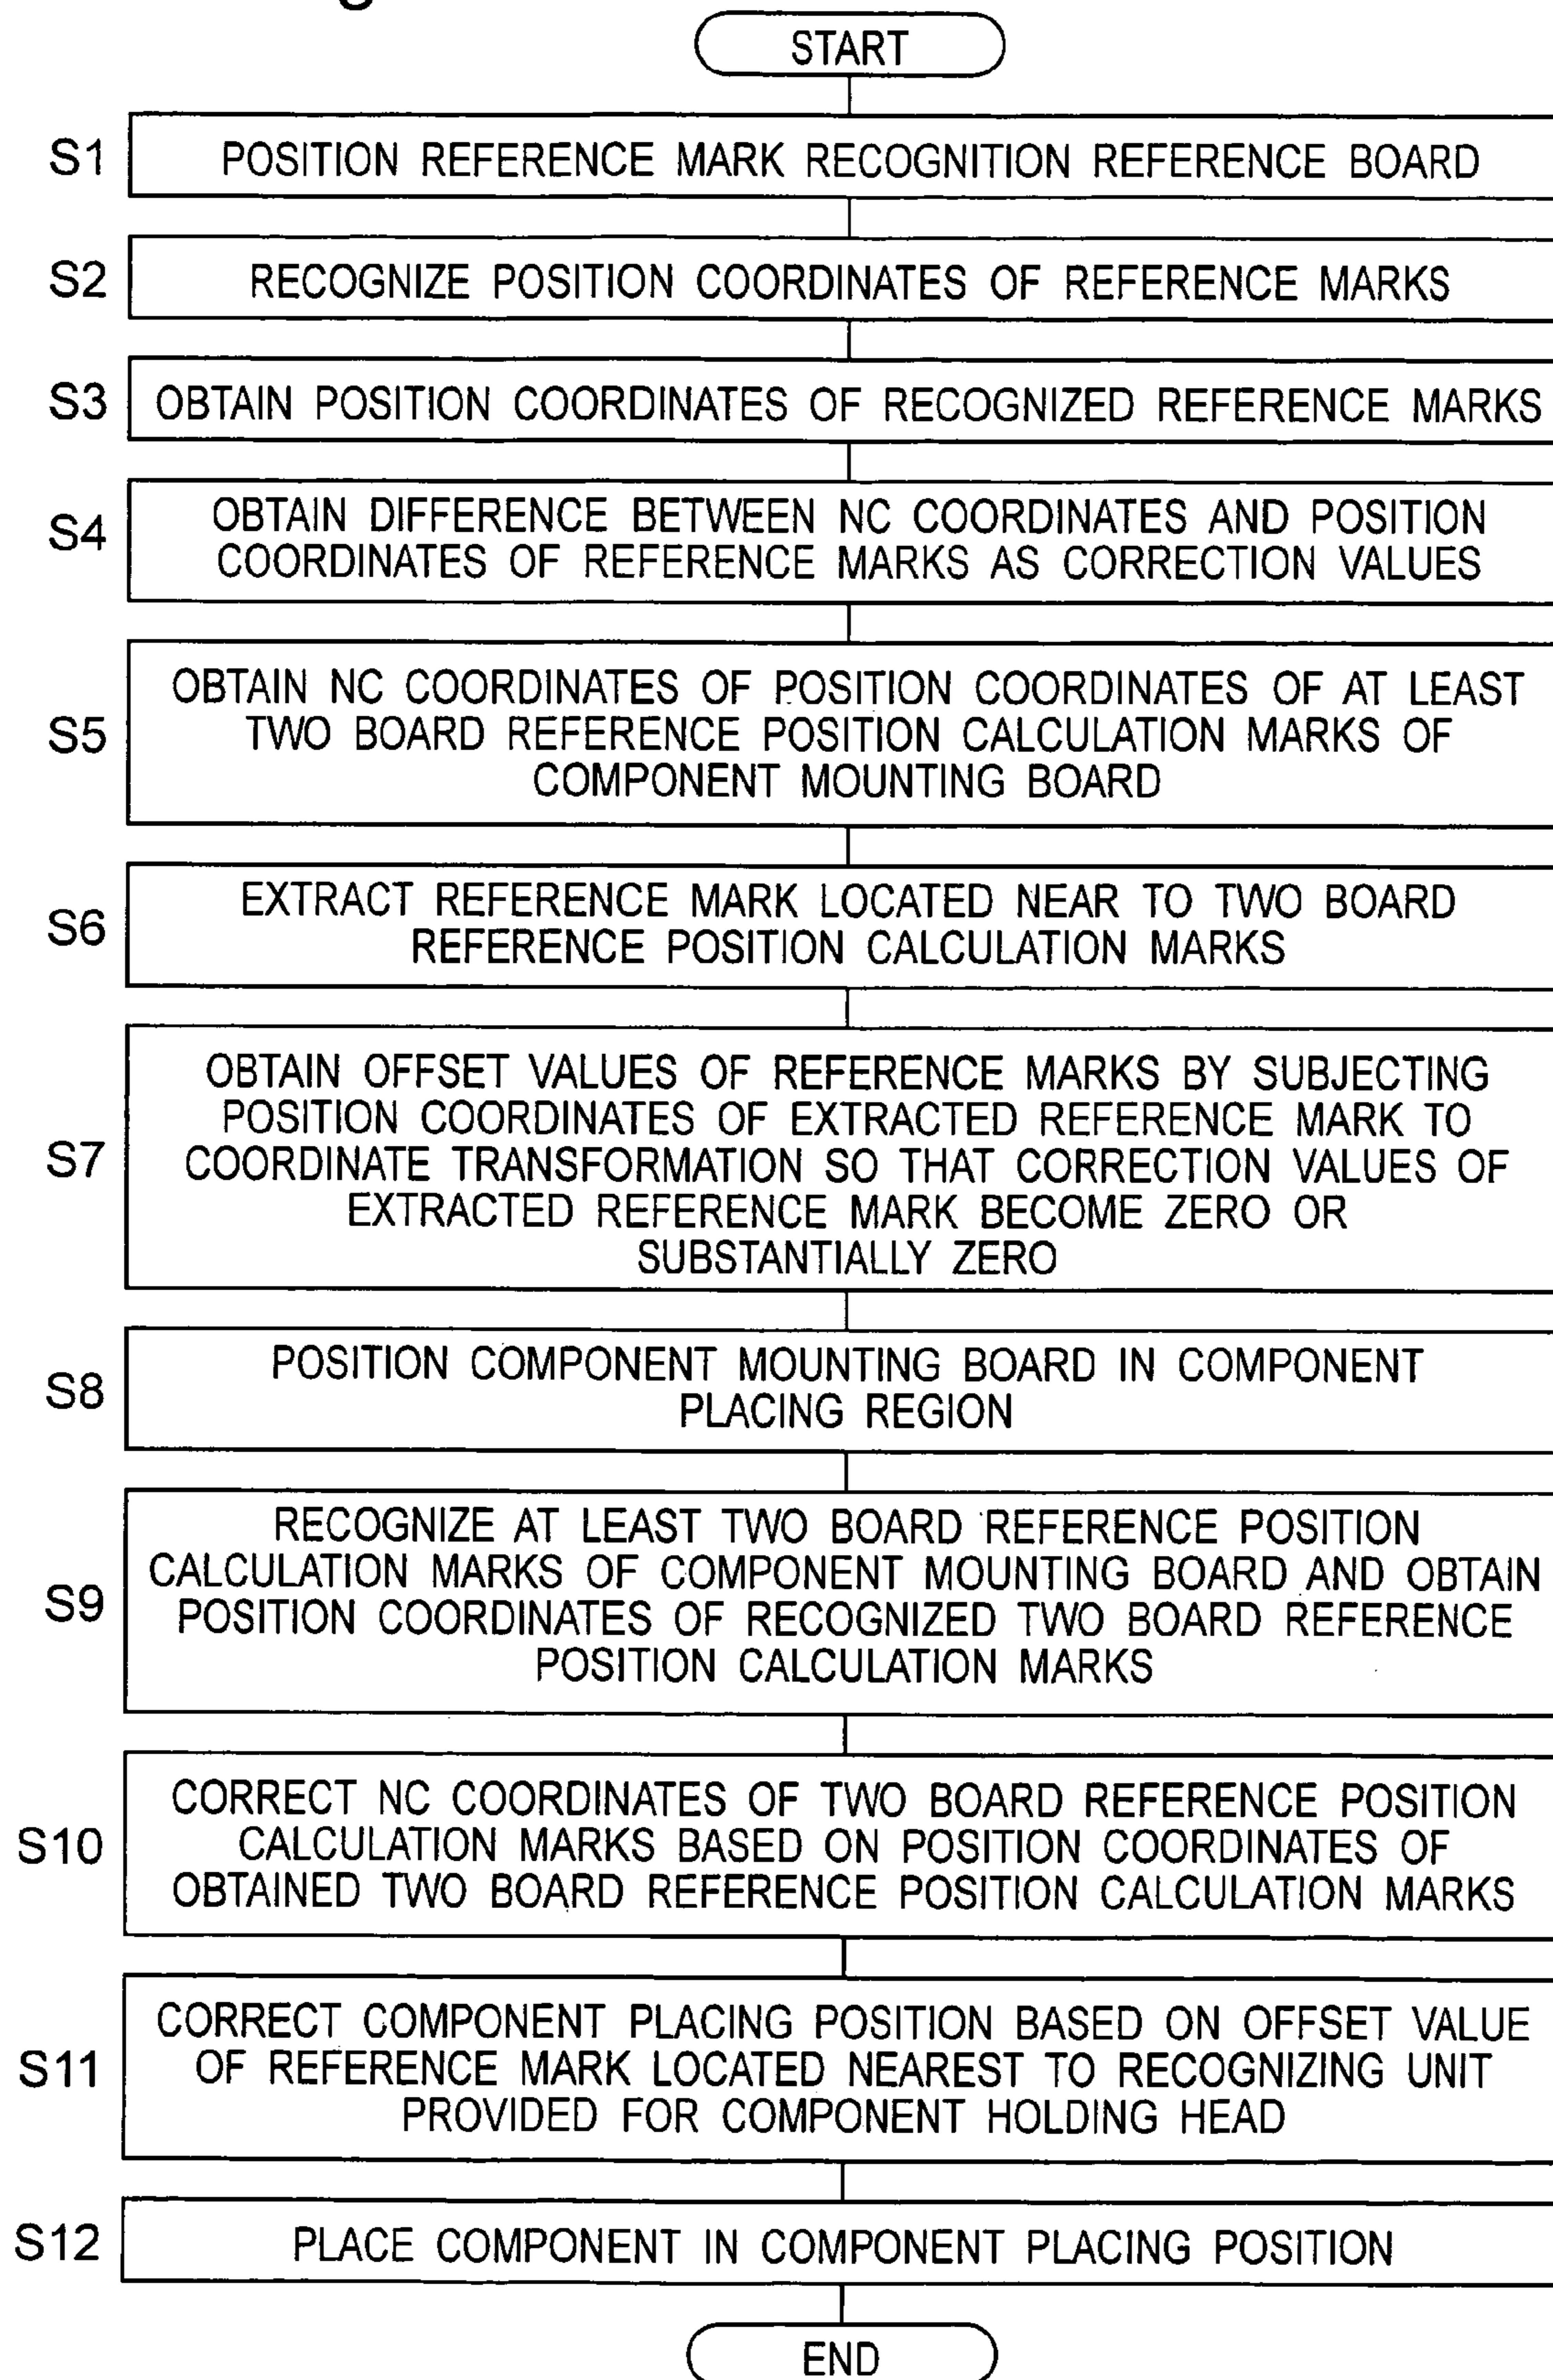 START
S1 POSITION REFERENCE MARK RECOGNITION REFERENCE BOARD
S2 RECOGNIZE POSITION COORDINATES OF REFERENCE MARKS
S3 OBTAIN POSITION COORDINATES OF RECOGNIZED REFERENCE MARKS
S4 OBTAIN DIFFERENCE BETWEEN NC COORDINATES AND POSITION
COORDINATES OF REFERENCE MARKS AS CORRECTION VALUES
S5 OBTAIN NC COORDINATES OF POSITION COORDINATES OF AT LEAST
TWO BOARD REFERENCE POSITION CALCULATION MARKS OF
COMPONENT MOUNTING BOARD
S6 EXTRACT REFERENCE MARK LOCATED NEAR TO TWO BOARD
REFERENCE POSITION CALCULATION MARKS
S7 OBTAIN OFFSET VALUES OF REFERENCE MARKS BY SUBJECTING
POSITION COORDINATES OF EXTRACTED REFERENCE MARK TO
COORDINATE TRANSFORMATION SO THAT CORRECTION VALUES OF
EXTRACTED REFERENCE MARK BECOME ZERO OR
SUBSTANTIALLY ZERO
S8 POSITION COMPONENT MOUNTING BOARD IN COMPONENT
PLACING REGION
S9 RECOGNIZE AT LEAST TWO BOARD REFERENCE POSITION
CALCULATION MARKS OF COMPONENT MOUNTING BOARD AND OBTAIN
POSITION COORDINATES OF RECOGNIZED TWO BOARD REFERENCE
POSITION CALCULATION MARKS
S10 CORRECT NC COORDINATES OF TWO BOARD REFERENCE POSITION
CALCULATION MARKS BASED ON POSITION COORDINATES OF
OBTAINED TWO BOARD REFERENCE POSITION CALCULATION MARKS
S11 CORRECT COMPONENT PLACING POSITION BASED ON OFFSET VALUE
OF REFERENCE MARK LOCATED NEAREST TO RECOGNIZING UNIT
PROVIDED FOR COMPONENT HOLDING HEAD
S12 PLACE COMPONENT IN COMPONENT PLACING POSITION
END